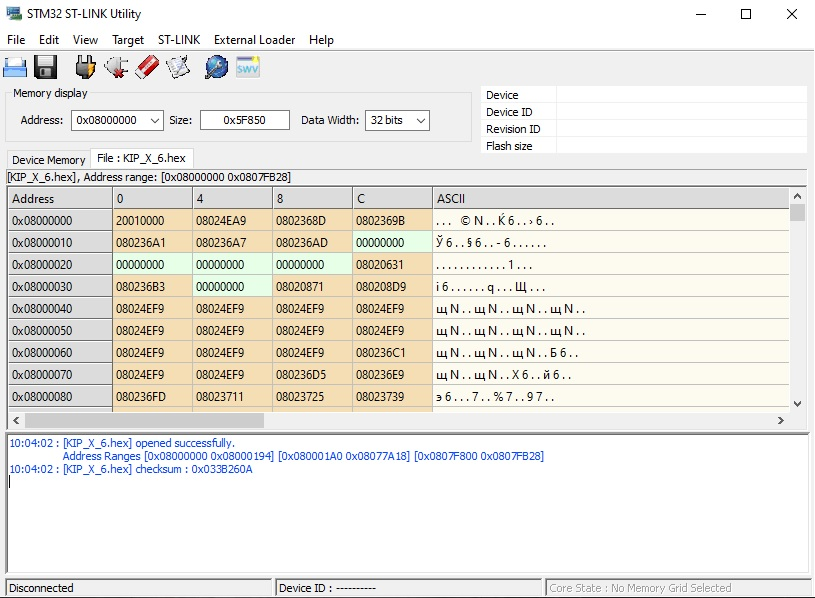 STM32 ST-LINK Utility
File Edit View Target ST-LINK External Loader Help
SWV
Memory display
Address: 0x08000000 Size: 0x5F850 Data Width: 32 bits
Device
Device ID
Revision ID
Flash size
Device Memory File : KIP_X_6.hex
[KIP_X_6.hex], Address range: [0x08000000 0x0807FB28]
Address 0 4 8 C ASCII
0x08000000 20010000 08024EA9 0802368D 0802369B ... ©N..Ќ6..›6..
0x08000010 080236A1 080236A7 080236AD 00000000 Ў6..§6..-6......
0x08000020 00000000 00000000 00000000 08020631 ............1...
0x08000030 080236B3 00000000 08020871 080208D9 і6......q...Щ...
0x08000040 08024EF9 08024EF9 08024EF9 08024EF9 щN..щN..щN..щN..
0x08000050 08024EF9 08024EF9 08024EF9 08024EF9 щN..щN..щN..щN..
0x08000060 08024EF9 08024EF9 08024EF9 080236C1 щN..щN..щN..Б6..
0x08000070 08024EF9 08024EF9 080236D5 080236E9 щN..щN..Х6..й6..
0x08000080 080236FD 08023711 08023725 08023739 э6...7..%7..97..
10:04:02 : [KIP_X_6.hex] opened successfully.
Address Ranges [0x08000000 0x08000194] [0x080001A0 0x08077A18] [0x0807F800 0x0807FB28]
10:04:02 : [KIP_X_6.hex] checksum : 0x033B260A
Disconnected Device ID : ---------- Core State : No Memory Grid Selected